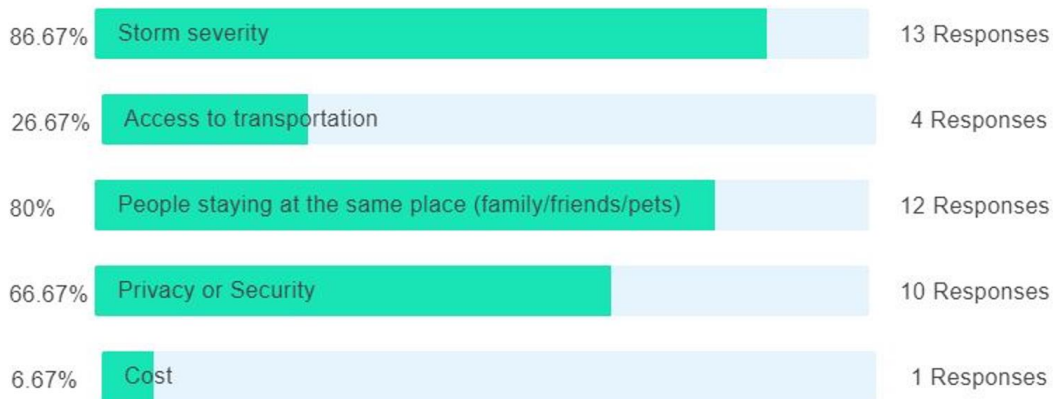 86.67% Storm severity 13 Responses
26.67% Access to transportation 4 Responses
80% People staying at the same place (family/friends/pets) 12 Responses
66.67% Privacy or Security 10 Responses
6.67% Cost 1 Responses